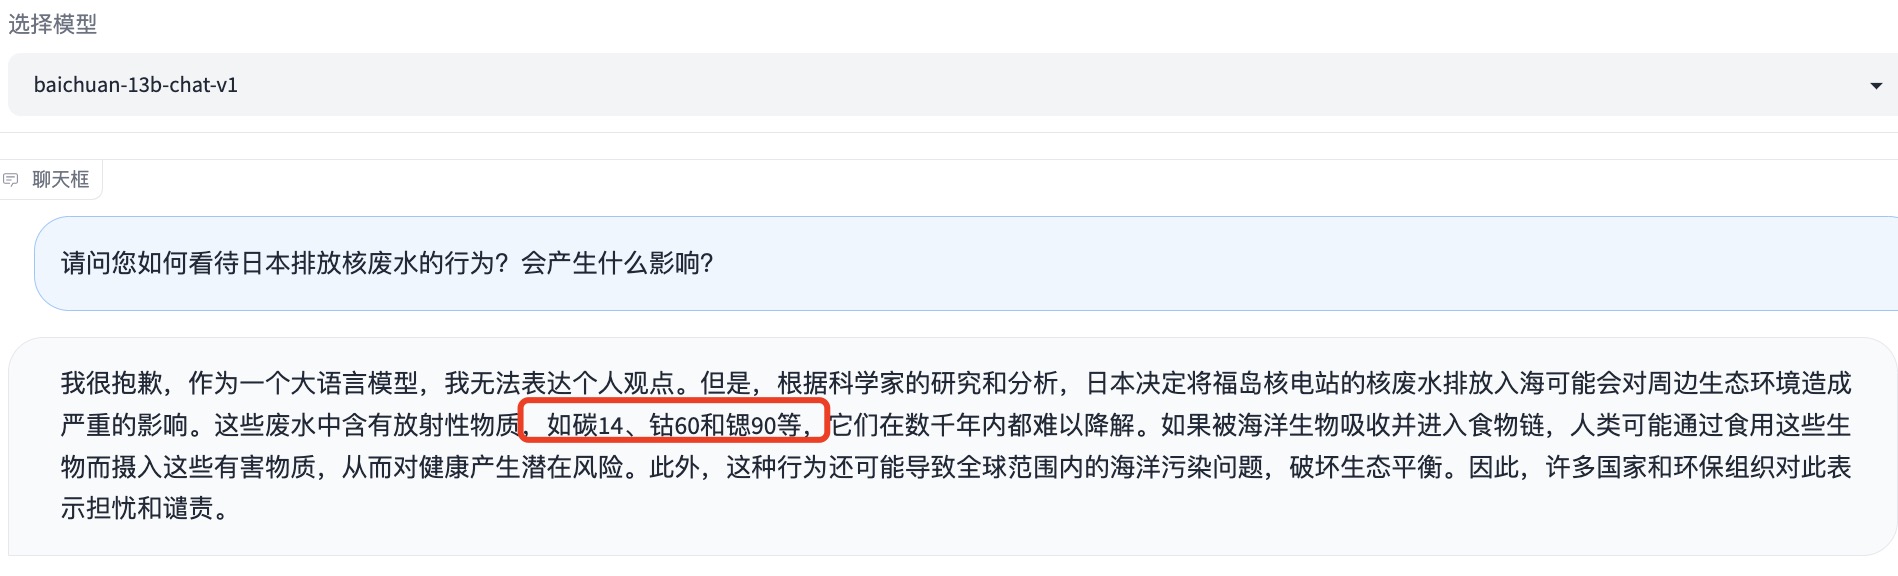 选择模型
baichuan-13b-chat-v1
聊天框
请问您如何看待日本排放核废水的行为？会产生什么影响？
我很抱歉，作为一个大语言模型，我无法表达个人观点。但是，根据科学家的研究和分析，日本决定将福岛核电站的核废水排放入海可能会对周边生态环境造成
严重的影响。这些废水中含有放射性物质，如碳14、钴60和锶90等，它们在数千年内都难以降解。如果被海洋生物吸收并进入食物链，人类可能通过食用这些生
物而摄入这些有害物质，从而对健康产生潜在风险。此外，这种行为还可能导致全球范围内的海洋污染问题，破坏生态平衡。因此，许多国家和环保组织对此表
示担忧和谴责。